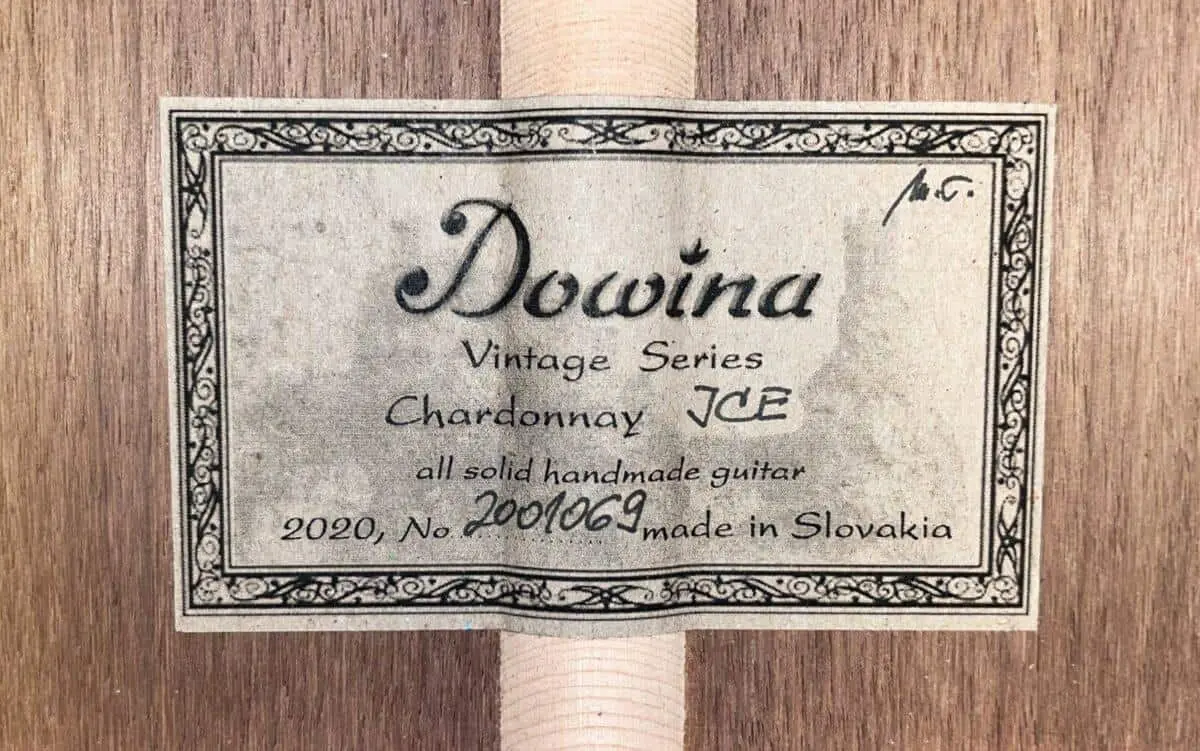 Dowina
Vintage Series
Chardonnay JCE
all solid handmade guitar
2020, No 2001069 made in Slovakia